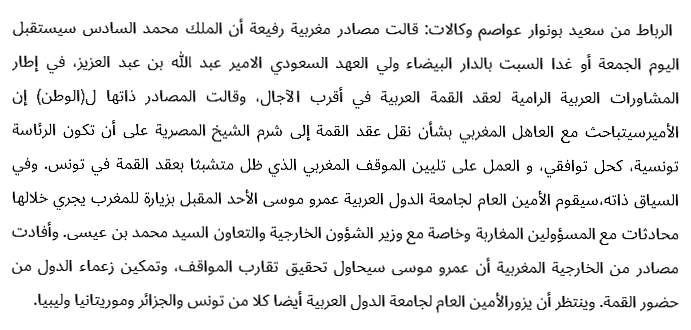 الرباط من سعيد بونوار عواصم وكالات: قالت مصادر مغربية رفيعة أن الملك محمد السادس سيستقبل
اليوم الجمعة أو غدا السبت بالدار البيضاء ولي العهد السعودي الامير عبد الله بن عبد العزيز، في إطار
المشاورات العربية الرامية لعقد القمة العربية في أقرب الآجال، وقالت المصادر ذاتها ل(الوطن) إن
الأميرسيتباحث مع العاهل المغربي بشأن نقل عقد القمة إلى شرم الشيخ المصرية على أن تكون الرئاسة
تونسية، كحل توافقي، و العمل على تليين الموقف المغربي الذي ظل متشبثا بعقد القمة في تونس. وفي
السياق ذاته،سيقوم الأمين العام لجامعة الدول العربية عمرو موسى الأحد المقبل بزيارة للمغرب يجري خلالها
محادثات مع المسؤولين المغاربة وخاصة مع وزير الشؤون الخارجية والتعاون السيد محمد بن عيسى. وأفادت
مصادر من الخارجية المغربية أن عمرو موسى سيحاول تحقيق تقارب المواقف، وتمكين زعماء الدول من
حضور القمة. وينتظر أن يزورالأمين العام لجامعة الدول العربية أيضا كلا من تونس والجزائر وموريتانيا وليبيا.